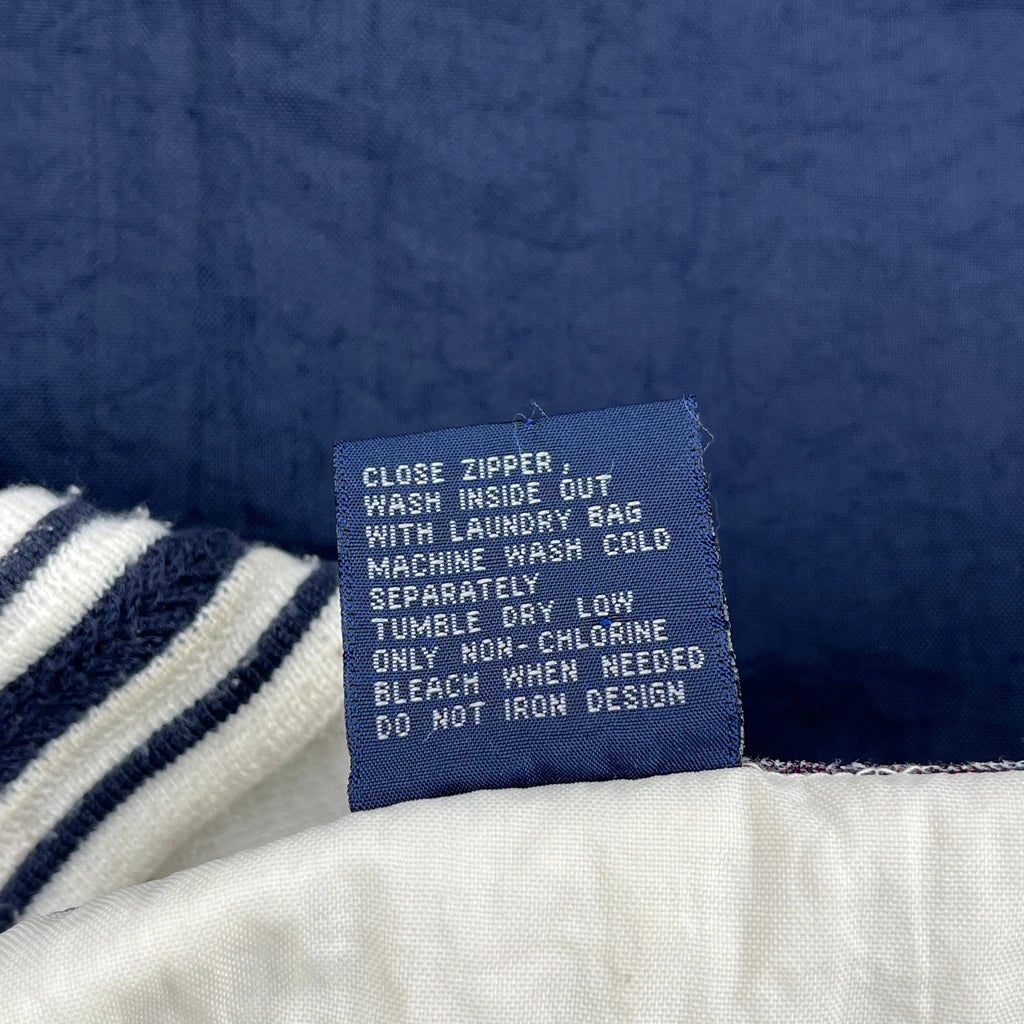 CLOSE ZIPPER,
WASH INSIDE OUT
WITH LAUNDRY BAG
MACHINE WASH COLD
SEPARATELY
TUMBLE DRY LOW
ONLY NON-CHLORINE
BLEACH WHEN NEEDED
DO NOT IRON DESIGN